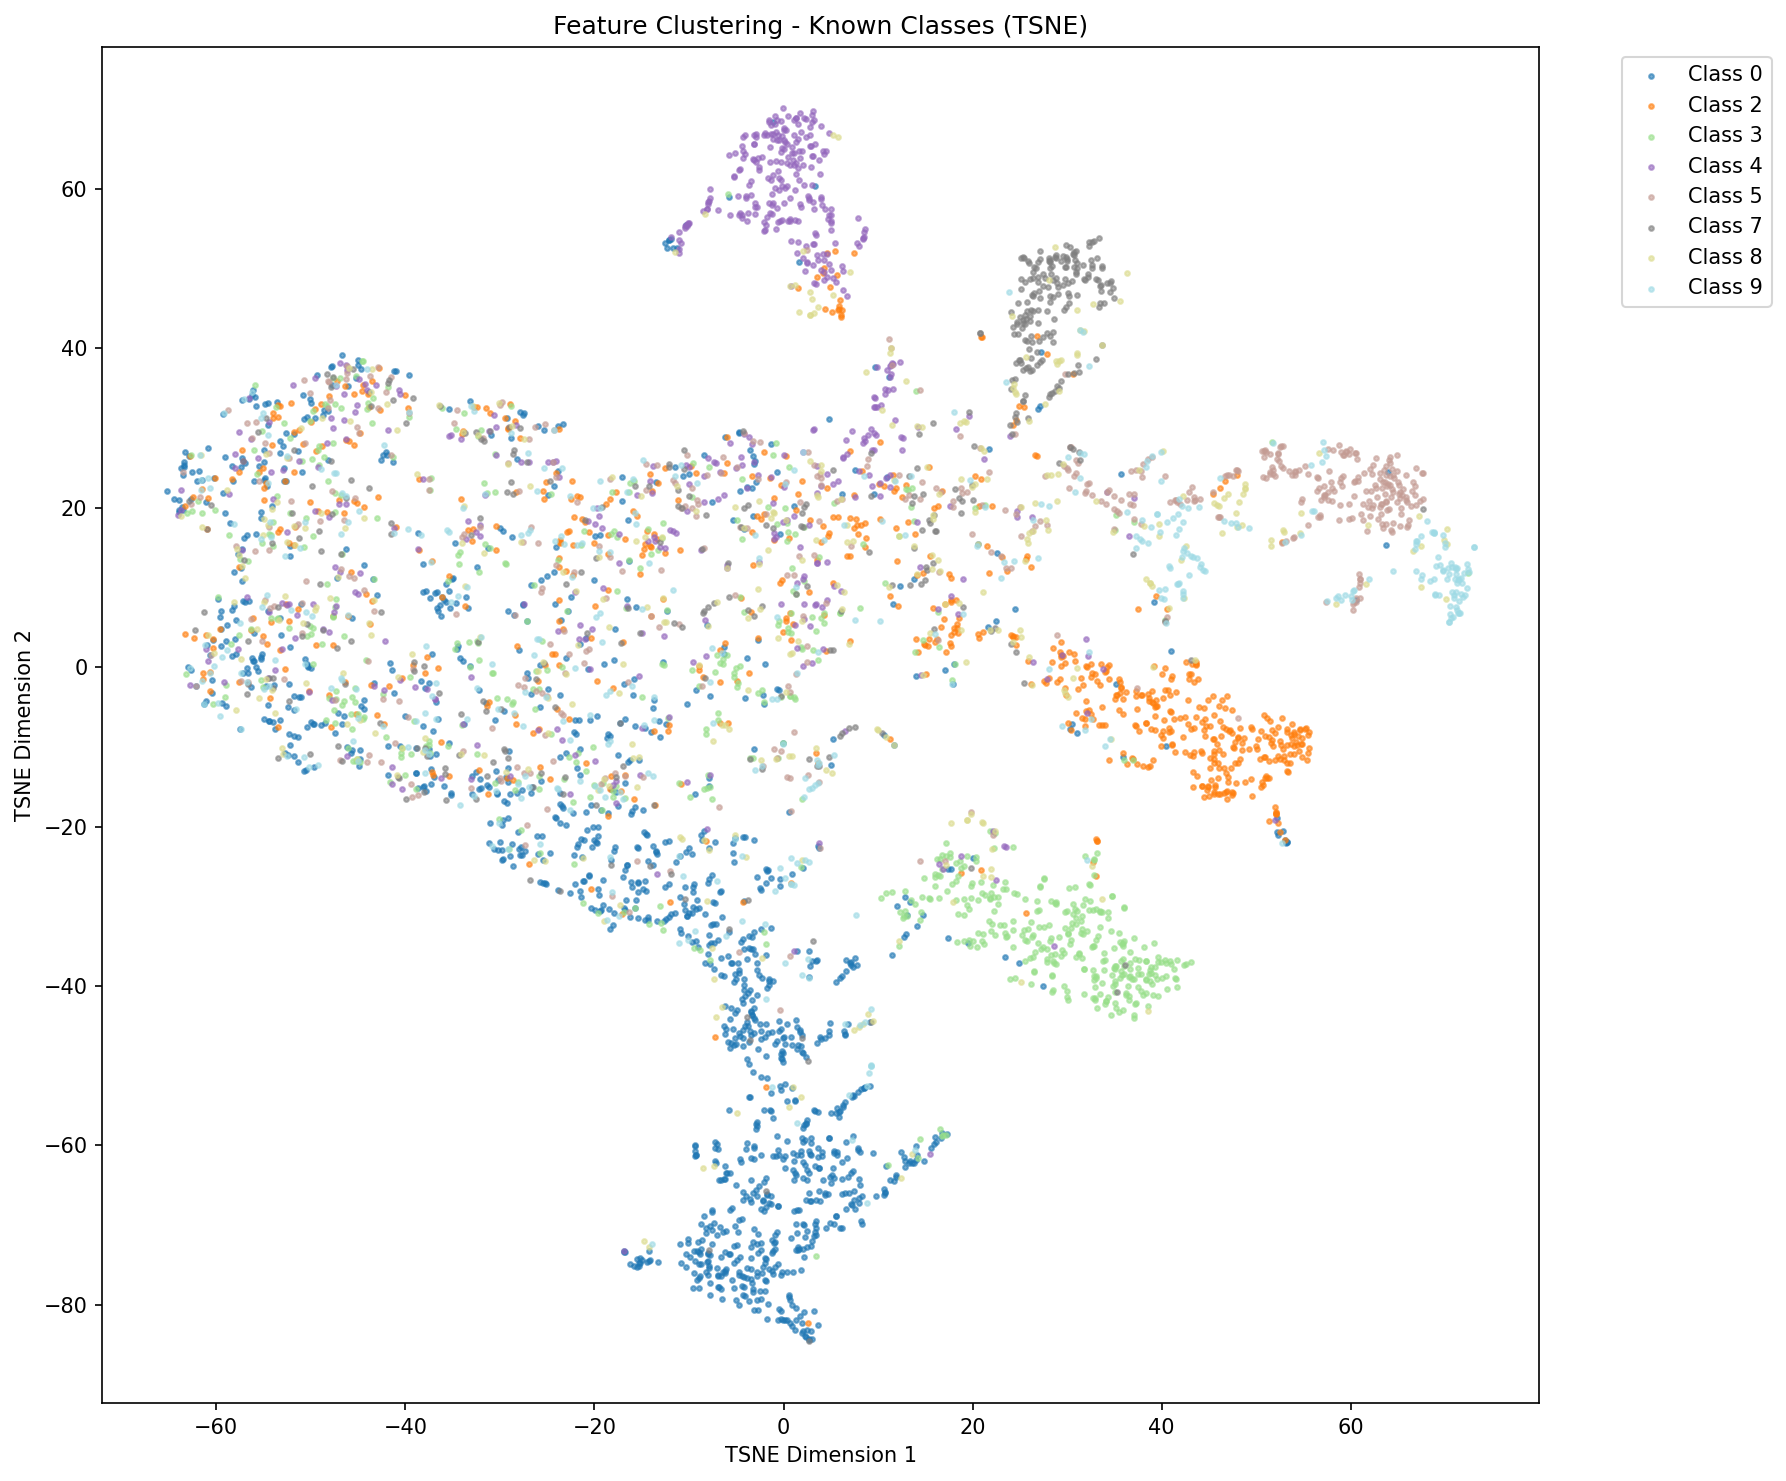 Feature Clustering - Known Classes (TSNE)
Class 0
Class 2
Class 3
Class 4
Class 5
Class 7
Class 8
Class 9
60
40
20
0
−20
−40
−60
−80
TSNE Dimension 2
−60
−40
−20
0
20
40
60
TSNE Dimension 1